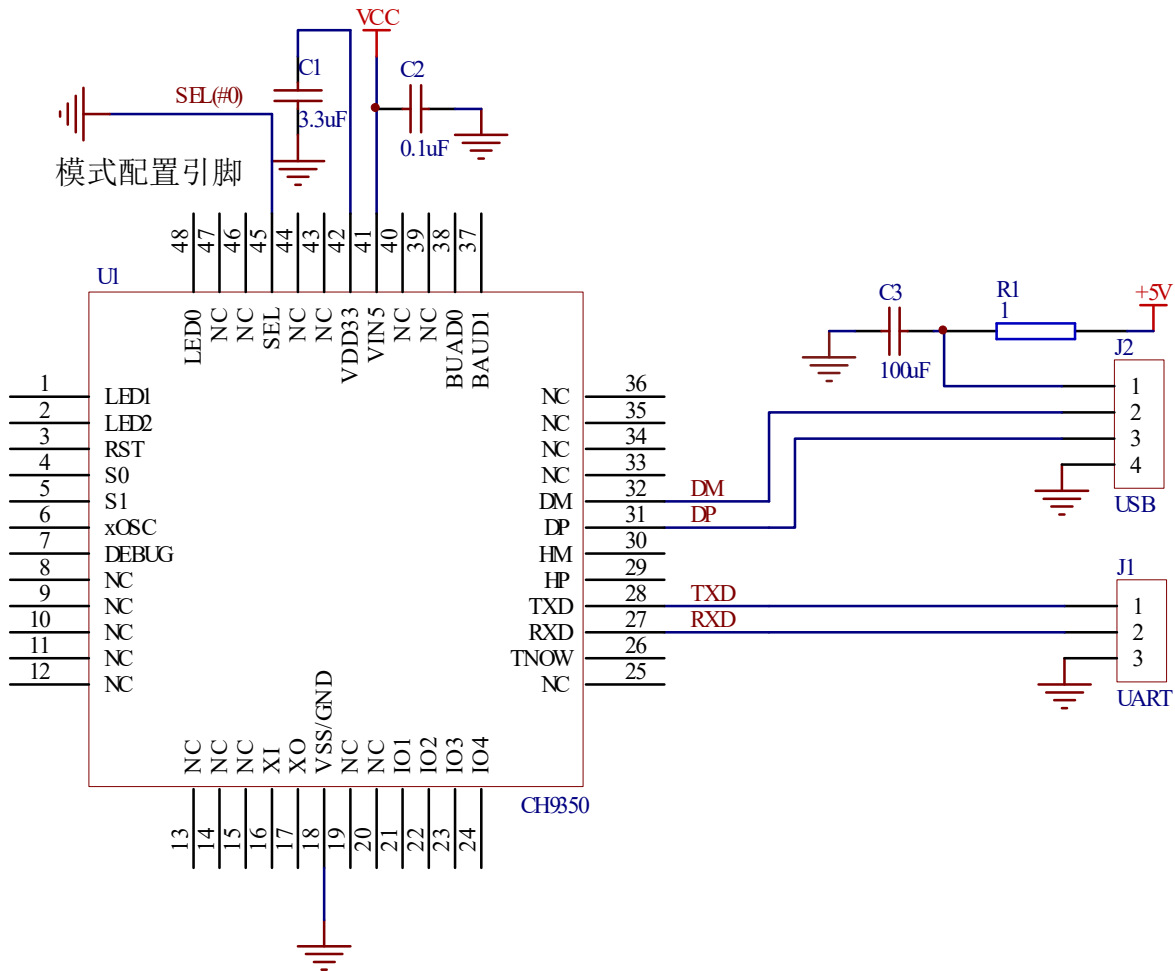 VCC
C1
C2
SEL(#0)
3.3uF
0.1uF
模式配置引脚
48 47 46 45 44 43 42 41 40 39 38 37
U1
LED0 NC NC SEL NC NC VDD33 VIN5 NC NC BUAD0 BAUD1
C3
R1
1
+5V
100uF
J2
1
2
3
4
USB
1 LED1
2 LED2
3 RST
4 S0
5 S1
6 xOSC
7 DEBUG
8 NC
9 NC
10 NC
11 NC
12 NC
NC 36
NC 35
NC 34
NC 33
DM 32 DM
DP 31 DP
HM 30
HP 29
TXD 28 TXD
RXD 27 RXD
TNOW 26
NC 25
J1
1
2
3
UART
NC NC NC XI XO VSS/GND NC NC IO1 IO2 IO3 IO4
CH9350
13 14 15 16 17 18 19 20 21 22 23 24